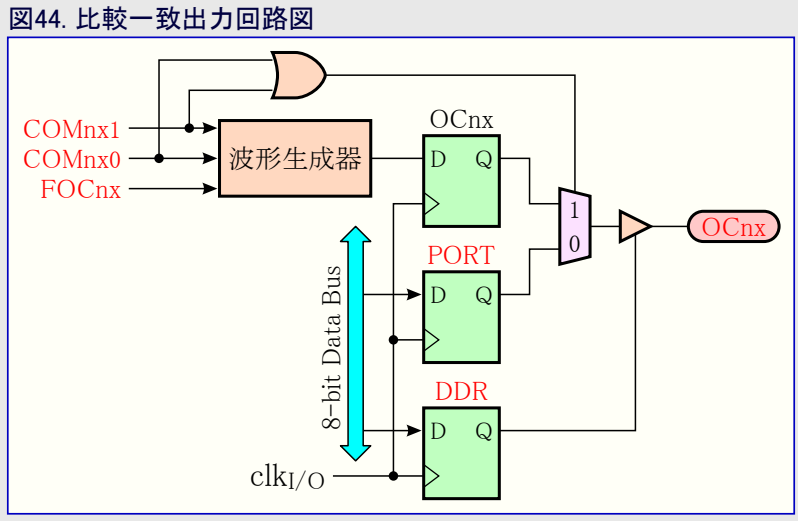 図44. 比較一致出力回路図
COMnx1
COMnx0
FOCnx
波形生成器
OCnx
D Q
1
0
OCnx
PORT
D Q
8-bit Data Bus
DDR
D Q
clkI/O